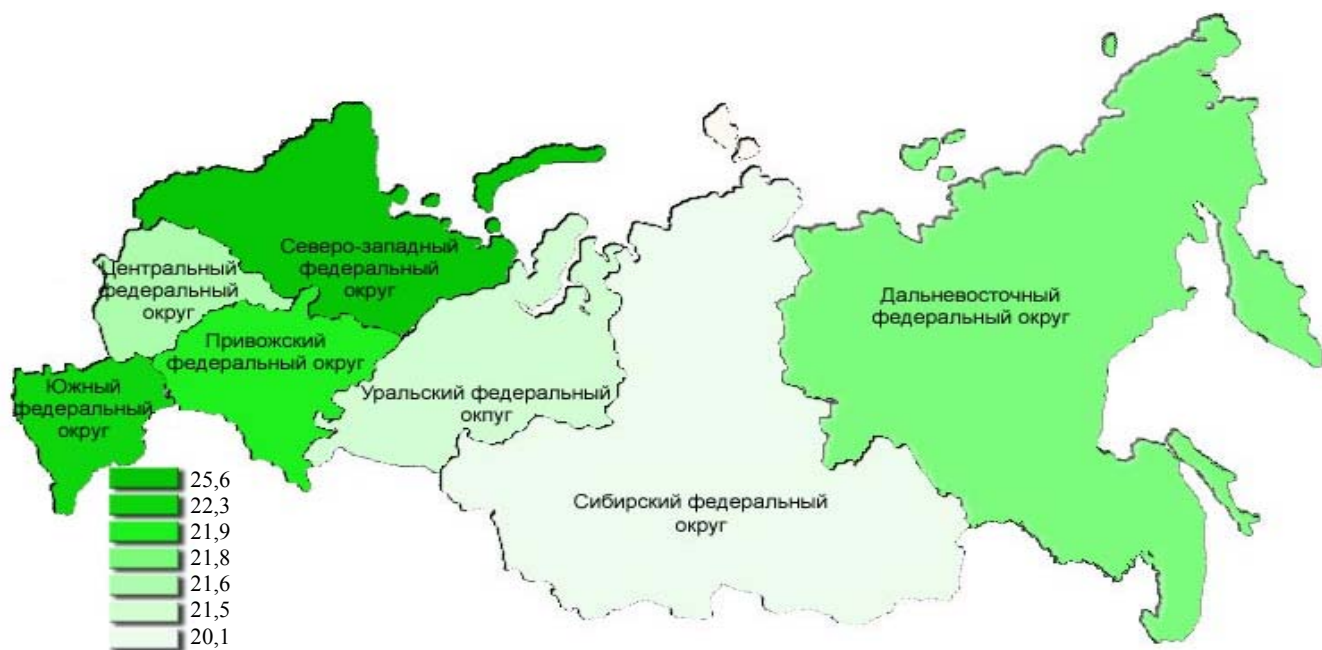 Северо-западный
федеральный
округ
Центральный
федеральный
округ
Дальневосточный
федеральный округ
Привожский
федеральный округ
Южный
федеральный
округ
Уральский федеральный
окпуг
Сибирский федеральный
округ
25,6
22,3
21,9
21,8
21,6
21,5
20,1